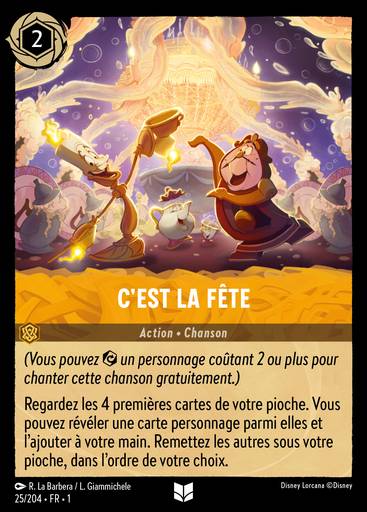 2
C'EST LA FÊTE
Action • Chanson
(Vous pouvez un personnage coûtant 2 ou plus pour
chanter cette chanson gratuitement.)
Regardez les 4 premières cartes de votre pioche. Vous
pouvez révéler une carte personnage parmi elles et
l'ajouter à votre main. Remettez les autres sous votre
pioche, dans l'ordre de votre choix.
R. La Barbera / L. Giammichele
Disney Lorcana ©Disney
25/204 • FR • 1